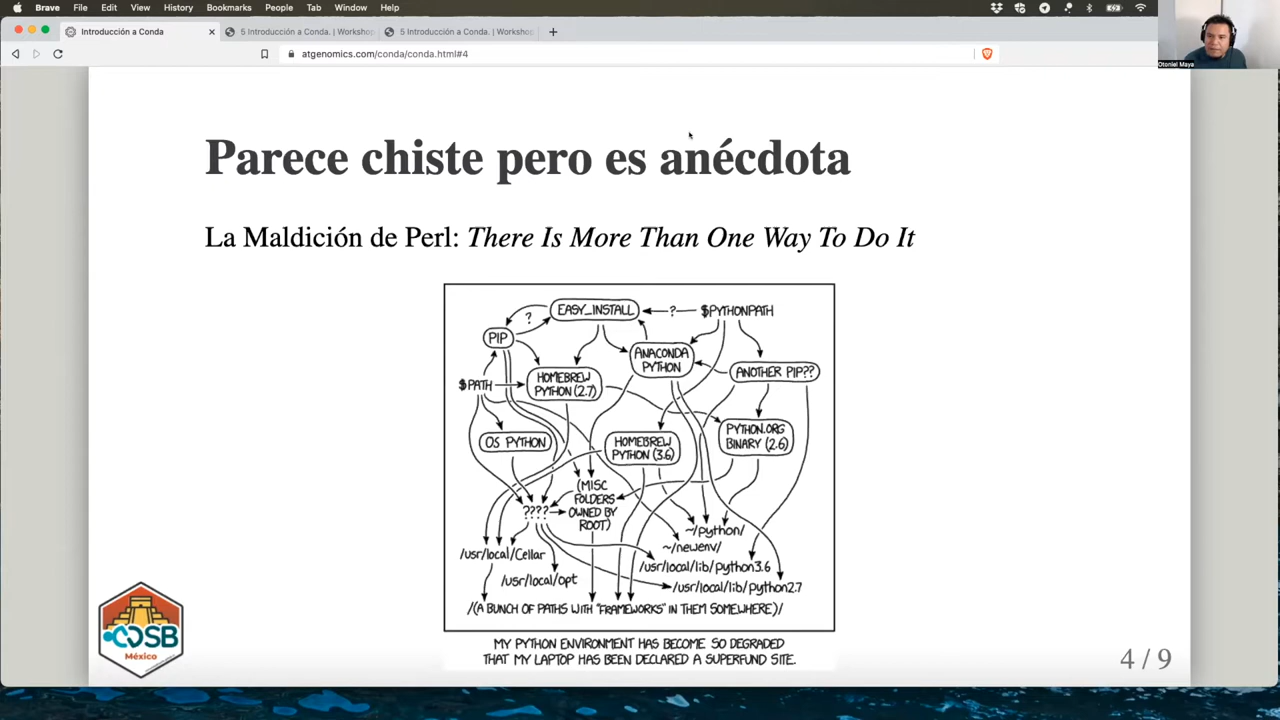 Brave File Edit View History Bookmarks People Tab Window Help
Introducción a Conda
5 Introducción a Conda. | Workshop
5 Introducción a Conda. | Workshop
atgenomics.com/conda/conda.html#4
Otoniel Maya
Parece chiste pero es anécdota
La Maldición de Perl: There Is More Than One Way To Do It
EASY_INSTALL
?
$PYTHONPATH
?
PIP
ANACONDA
PYTHON
ANOTHER PIP??
$PATH
HOMEBREW
PYTHON (2.7)
OS PYTHON
HOMEBREW
PYTHON (3.6)
PYTHON.ORG
BINARY (2.6)
(MISC
FOLDERS
OWNED BY
ROOT)
????
~/python/
~/newenv/
/usr/local/Cellar
/usr/local/lib/python3.6
/usr/local/opt
/usr/local/lib/python2.7
/(A BUNCH OF PATHS WITH "FRAMEWORKS" IN THEM SOMEWHERE)/
MY PYTHON ENVIRONMENT HAS BECOME SO DEGRADED
THAT MY LAPTOP HAS BEEN DECLARED A SUPERFUND SITE.
CDSB
México
4 / 9